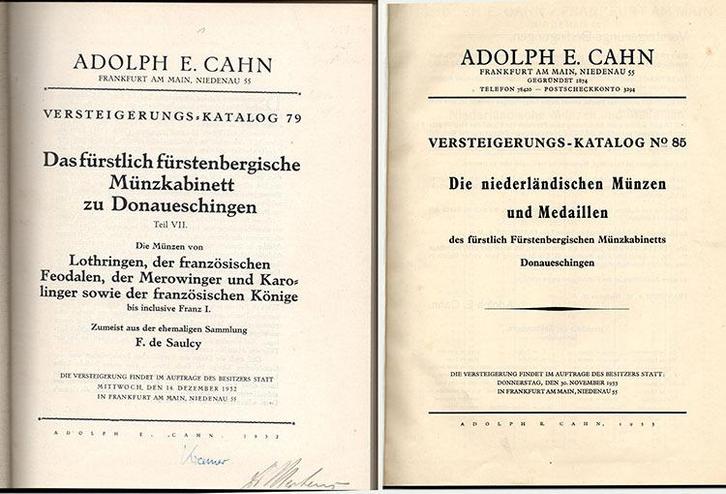 ADOLPH E. CAHN
FRANKFURT AM MAIN, NIEDENAU 55
VERSTEIGERUNGS-KATALOG 79
Das fürstlich fürstenbergische
Münzkabinett
zu Donaueschingen
Teil VII.
Die Münzen von
Lothringen, der französischen
Feodalen, der Merowinger und Karo-
linger sowie der französischen Könige
bis inclusive Franz I.
Zumeist aus der ehemaligen Sammlung
F. de Saulcy
DIE VERSTEIGERUNG FINDET IM AUFTRAGE DES BESITZERS STATT
MITTWOCH, DEN 14. DEZEMBER 1932
IN FRANKFURT AM MAIN, NIEDENAU 55
ADOLPH E. CAHN, 1932
ADOLPH E. CAHN
FRANKFURT AM MAIN, NIEDENAU 55
GEGRÜNDET 1874
TELEFON 78420 — POSTSCHECKKONTO 3294
VERSTEIGERUNGS-KATALOG No 85
Die niederländischen Münzen
und Medaillen
des fürstlich Fürstenbergischen Münzkabinetts
Donaueschingen
DIE VERSTEIGERUNG FINDET IM AUFTRAGE DES BESITZERS STATT:
DONNERSTAG, DEN 30. NOVEMBER 1933
IN FRANKFURT AM MAIN, NIEDENAU 55
ADOLPH E. CAHN, 1933